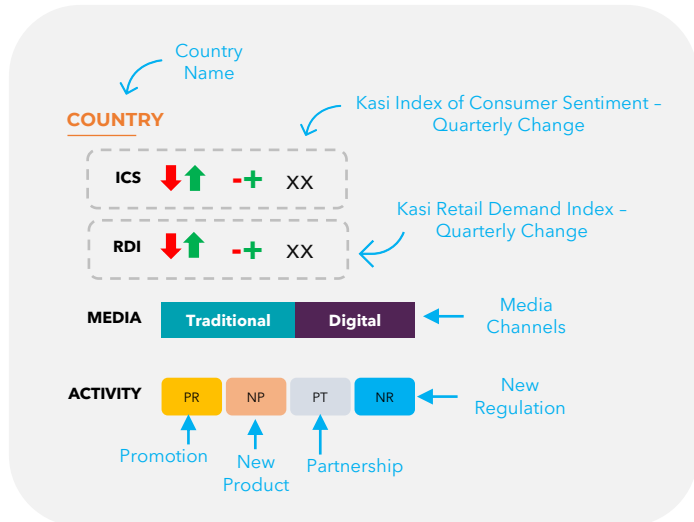 Country
Name
COUNTRY
Kasi Index of Consumer Sentiment –
Quarterly Change
ICS -+ XX
Kasi Retail Demand Index –
Quarterly Change
RDI -+ XX
MEDIA Traditional Digital
Media
Channels
ACTIVITY PR NP PT NR
New
Regulation
Promotion
New
Product
Partnership